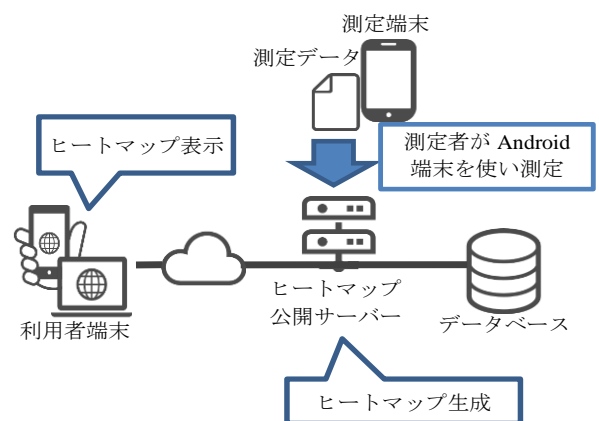 測定端末
測定データ
ヒートマップ表示
測定者が Android
端末を使い測定
利用者端末
ヒートマップ
公開サーバー
データベース
ヒートマップ生成